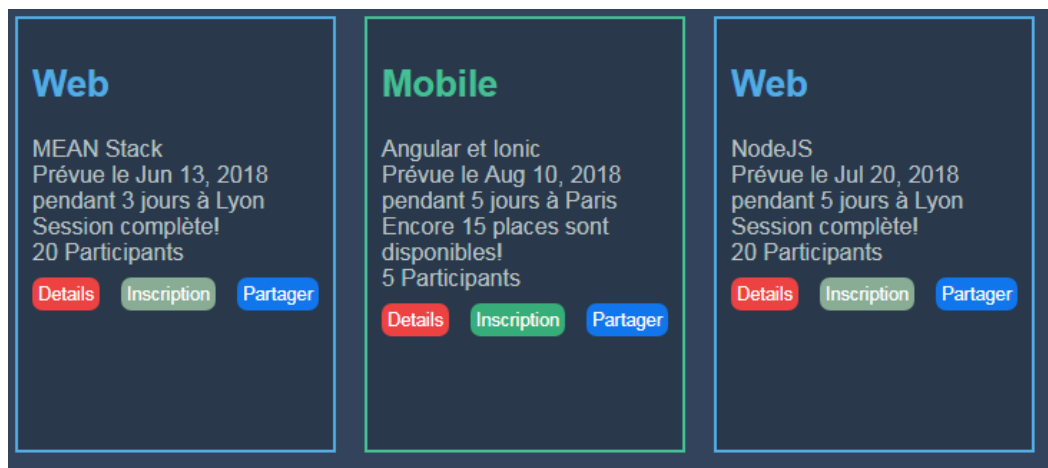 Web
MEAN Stack
Prévue le Jun 13, 2018
pendant 3 jours à Lyon
Session complète!
20 Participants
Details Inscription Partager
Mobile
Angular et Ionic
Prévue le Aug 10, 2018
pendant 5 jours à Paris
Encore 15 places sont
disponibles!
5 Participants
Details Inscription Partager
Web
NodeJS
Prévue le Jul 20, 2018
pendant 5 jours à Lyon
Session complète!
20 Participants
Details Inscription Partager